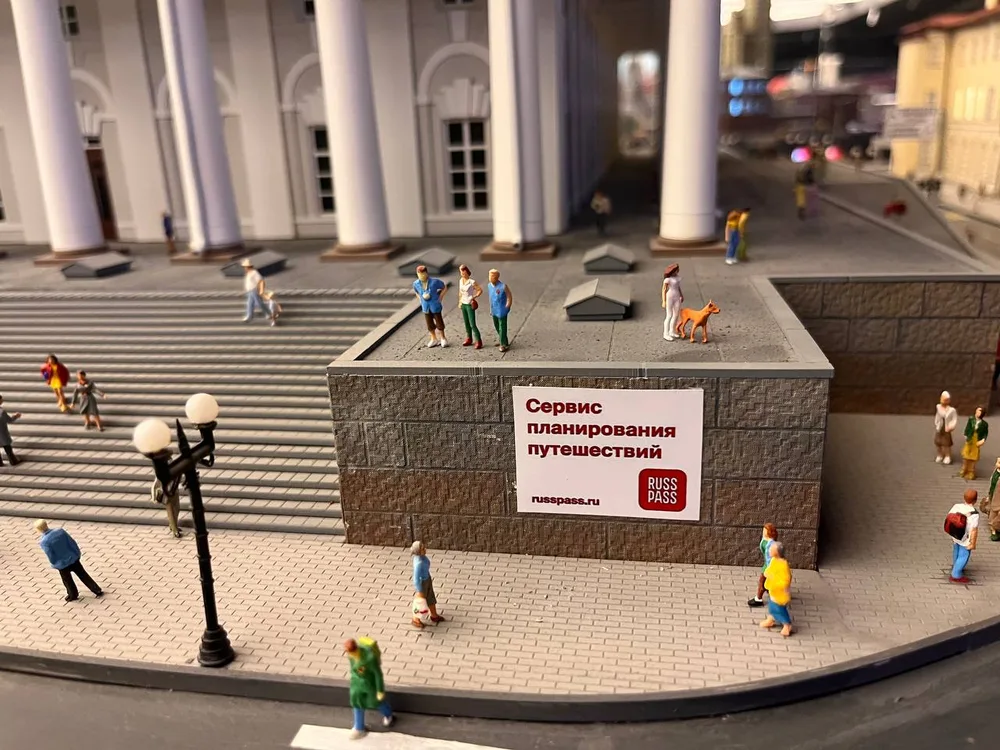 Сервис
планирования
путешествий
russpass.ru
RUSS
PASS